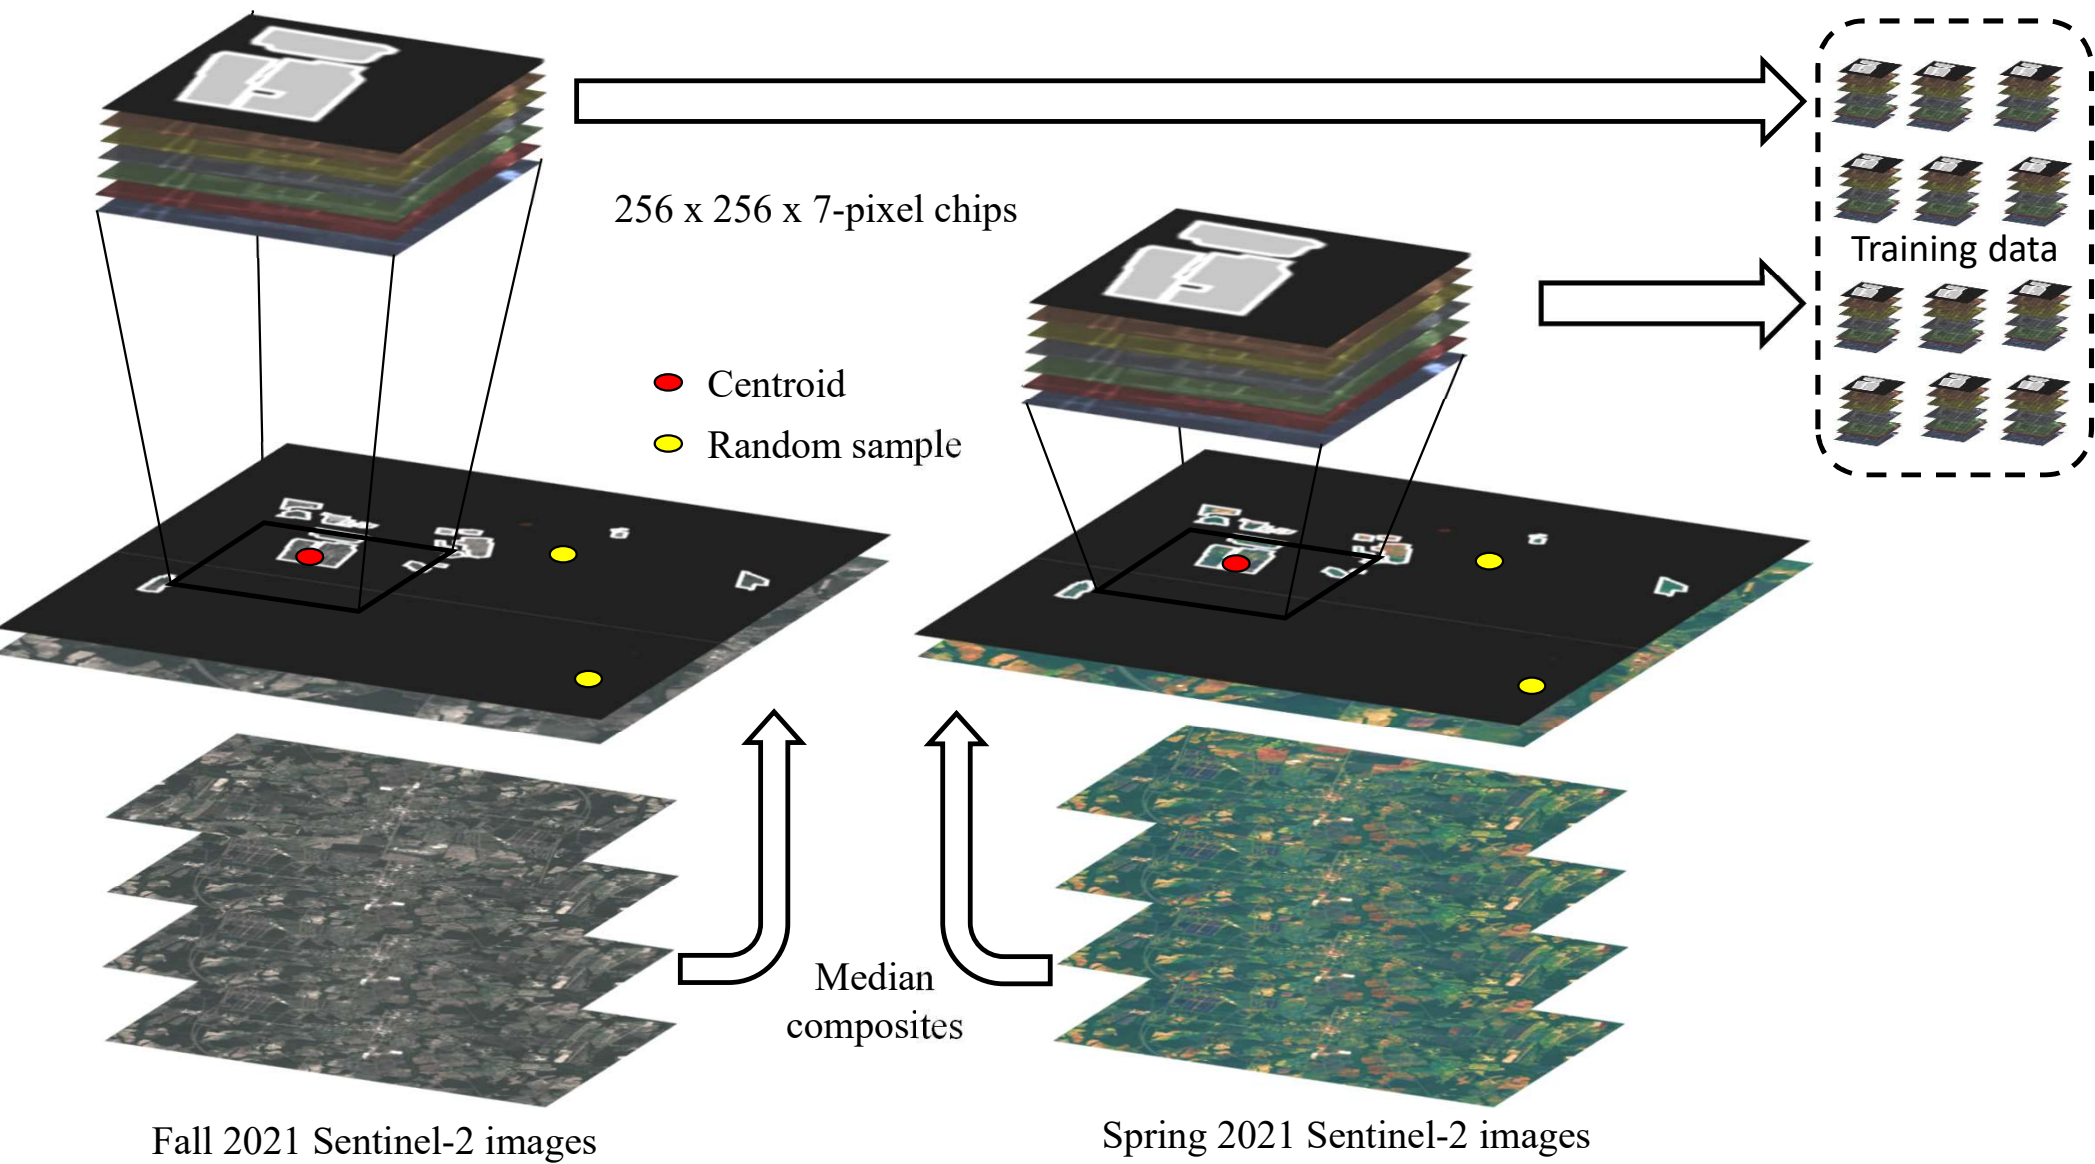 256 x 256 x 7-pixel chips
Training data
Centroid
Random sample
Median
composites
Fall 2021 Sentinel-2 images
Spring 2021 Sentinel-2 images